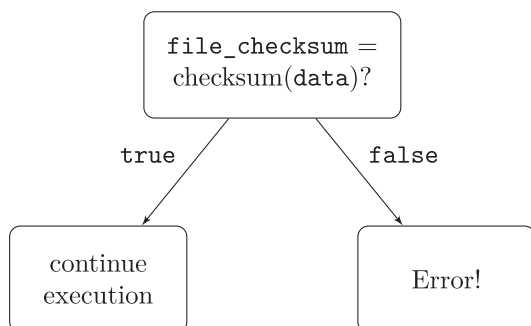 file_checksum =
checksum(data)?
true
false
continue
execution
Error!